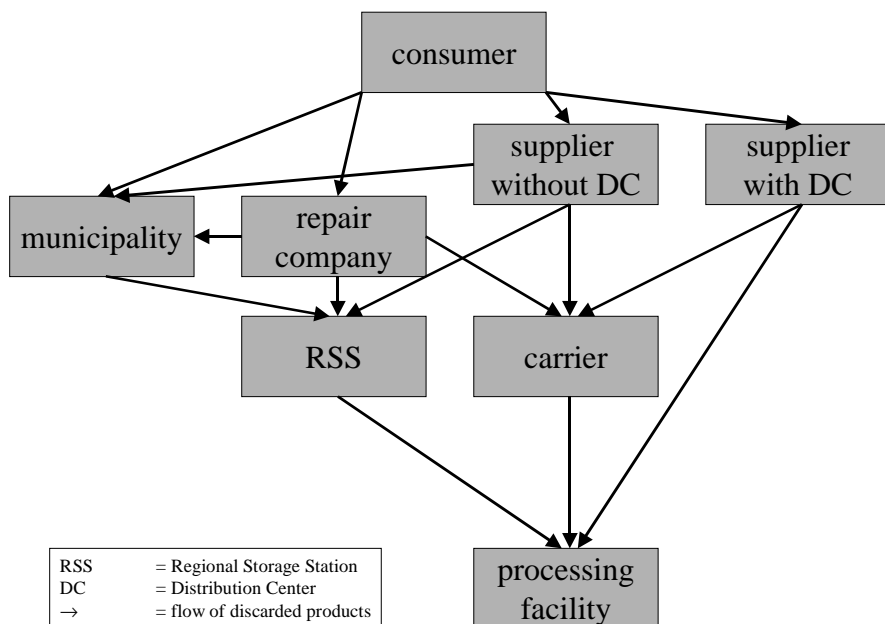 consumer
supplier
without DC
supplier
with DC
municipality
repair
company
RSS
carrier
processing
facility
RSS = Regional Storage Station
DC = Distribution Center
→ = flow of discarded products